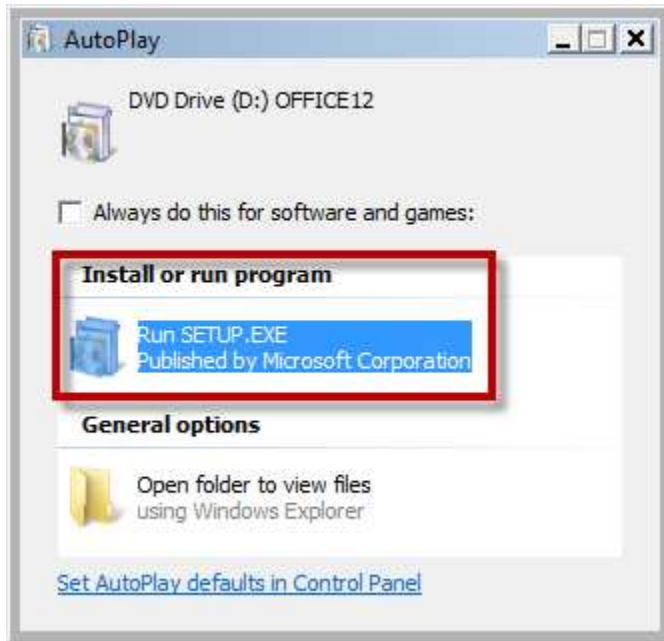 AutoPlay
DVD Drive (D:) OFFICE12
Always do this for software and games:
Install or run program
Run SETUP.EXE
Published by Microsoft Corporation
General options
Open folder to view files
using Windows Explorer
Set AutoPlay defaults in Control Panel